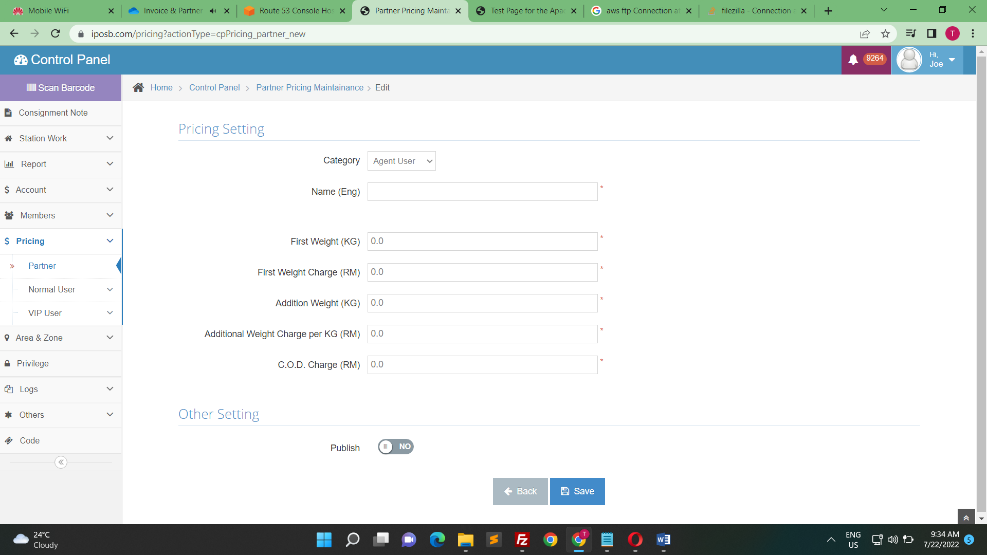 Mobile WiFi
Invoice & Partner
Route 53 Console Ho
Partner Pricing Mainta
Test Page for the Apa
aws ftp Connection at
filezilla - Connection
iposb.com/pricing?actionType=cpPricing_partner_new
T
Control Panel
9264
Hi,
Joe
Scan Barcode
Home > Control Panel > Partner Pricing Maintainance > Edit
Consignment Note
Station Work
Report
Account
Members
Pricing
Partner
Normal User
VIP User
Area & Zone
Privilege
Logs
Others
Code
Pricing Setting
Category Agent User
Name (Eng) *
First Weight (KG) 0.0 *
First Weight Charge (RM) 0.0 *
Addition Weight (KG) 0.0 *
Additional Weight Charge per KG (RM) 0.0 *
C.O.D. Charge (RM) 0.0 *
Other Setting
Publish NO
Back Save
24°C
Cloudy
ENG
US
9:34 AM
7/22/2022
5